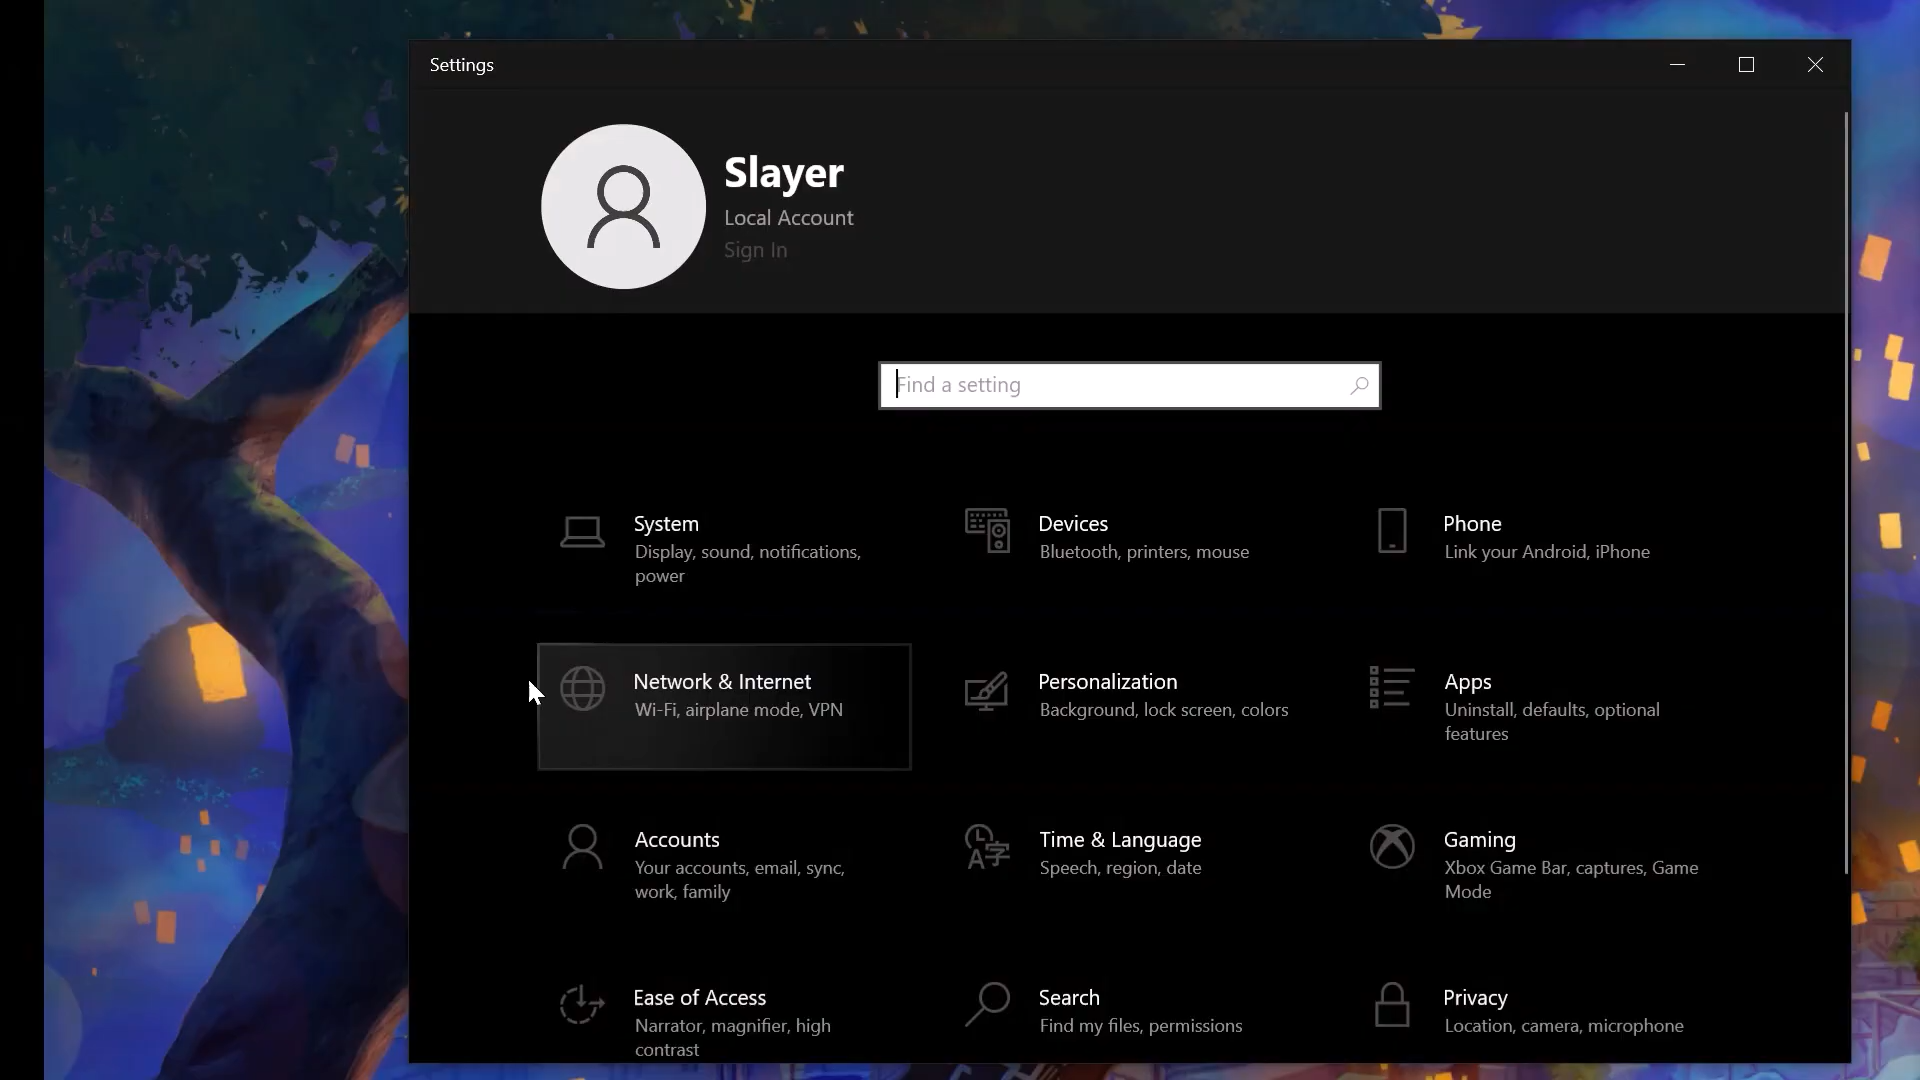 Settings
Slayer
Local Account
Sign In
Find a setting
System
Display, sound, notifications,
power
Devices
Bluetooth, printers, mouse
Phone
Link your Android, iPhone
Network & Internet
Wi-Fi, airplane mode, VPN
Personalization
Background, lock screen, colors
Apps
Uninstall, defaults, optional
features
Accounts
Your accounts, email, sync,
work, family
Time & Language
Speech, region, date
Gaming
Xbox Game Bar, captures, Game
Mode
Ease of Access
Narrator, magnifier, high
contrast
Search
Find my files, permissions
Privacy
Location, camera, microphone